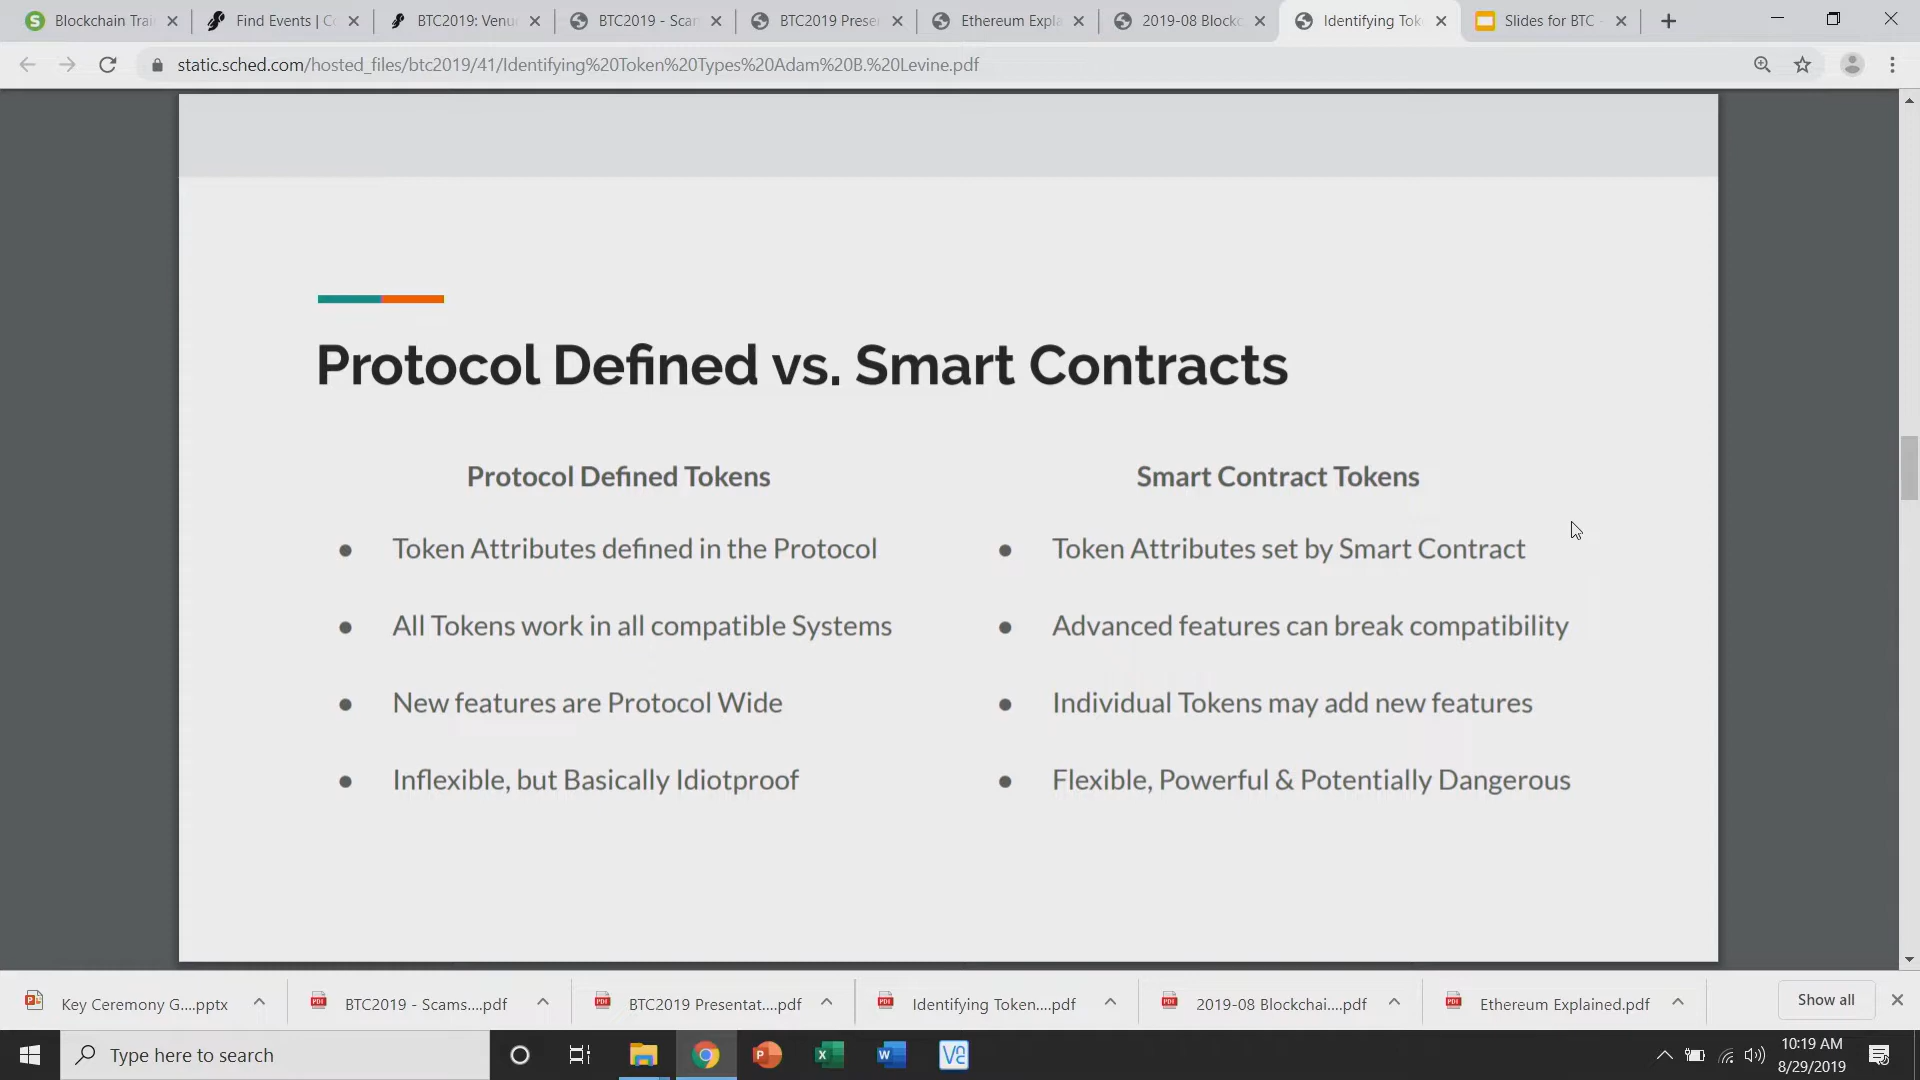 Blockchain Trai
Find Events | C
BTC2019: Venu
BTC2019 - Scam
BTC2019 Prese
Ethereum Expla
2019-08 Blockc
Identifying Tok
Slides for BTC -
static.sched.com/hosted_files/btc2019/41/Identifying%20Token%20Types%20Adam%20B.%20Levine.pdf
Protocol Defined vs. Smart Contracts
Protocol Defined Tokens
● Token Attributes defined in the Protocol
● All Tokens work in all compatible Systems
● New features are Protocol Wide
● Inflexible, but Basically Idiotproof
Smart Contract Tokens
● Token Attributes set by Smart Contract
● Advanced features can break compatibility
● Individual Tokens may add new features
● Flexible, Powerful & Potentially Dangerous
Key Ceremony G....pptx
BTC2019 - Scams....pdf
BTC2019 Presentat....pdf
Identifying Token....pdf
2019-08 Blockchai....pdf
Ethereum Explained.pdf
Show all
Type here to search
10:19 AM
8/29/2019